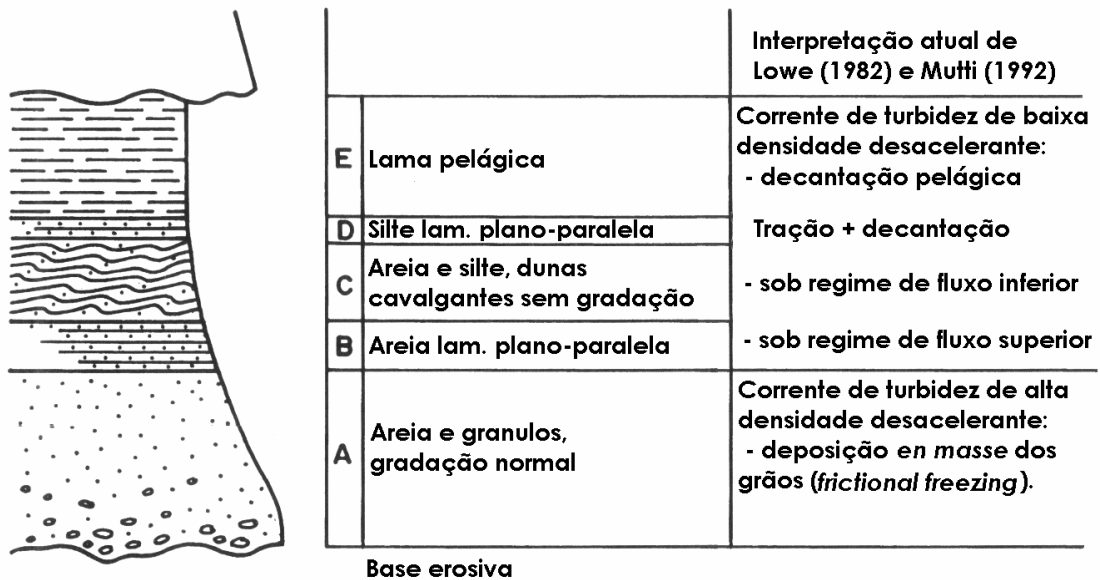 Interpretação atual de
Lowe (1982) e Mutti (1992)
E
Lama pelágica
Corrente de turbidez de baixa
densidade desacelerante:
- decantação pelágica
D
Silte lam. plano-paralela
Tração + decantação
C
Areia e silte, dunas
cavalgantes sem gradação
- sob regime de fluxo inferior
B
Areia lam. plano-paralela
- sob regime de fluxo superior
A
Areia e granulos,
gradação normal
Corrente de turbidez de alta
densidade desacelerante:
- deposição en masse dos
grãos (frictional freezing).
Base erosiva